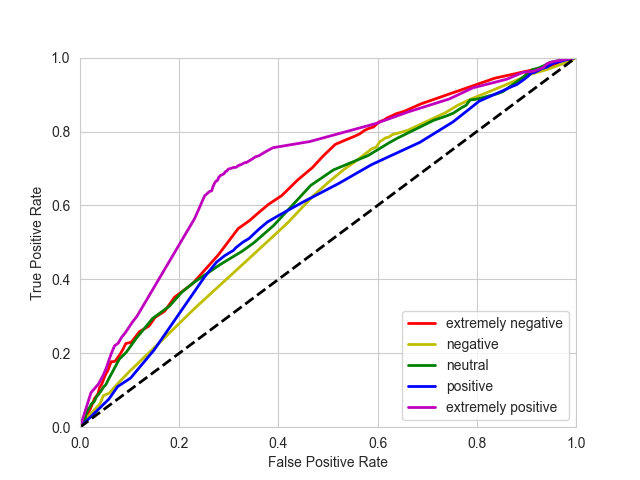 1.0
0.8
0.6
0.4
0.2
0.0
True Positive Rate
extremely negative
negative
neutral
positive
extremely positive
0.0 0.2 0.4 0.6 0.8 1.0
False Positive Rate